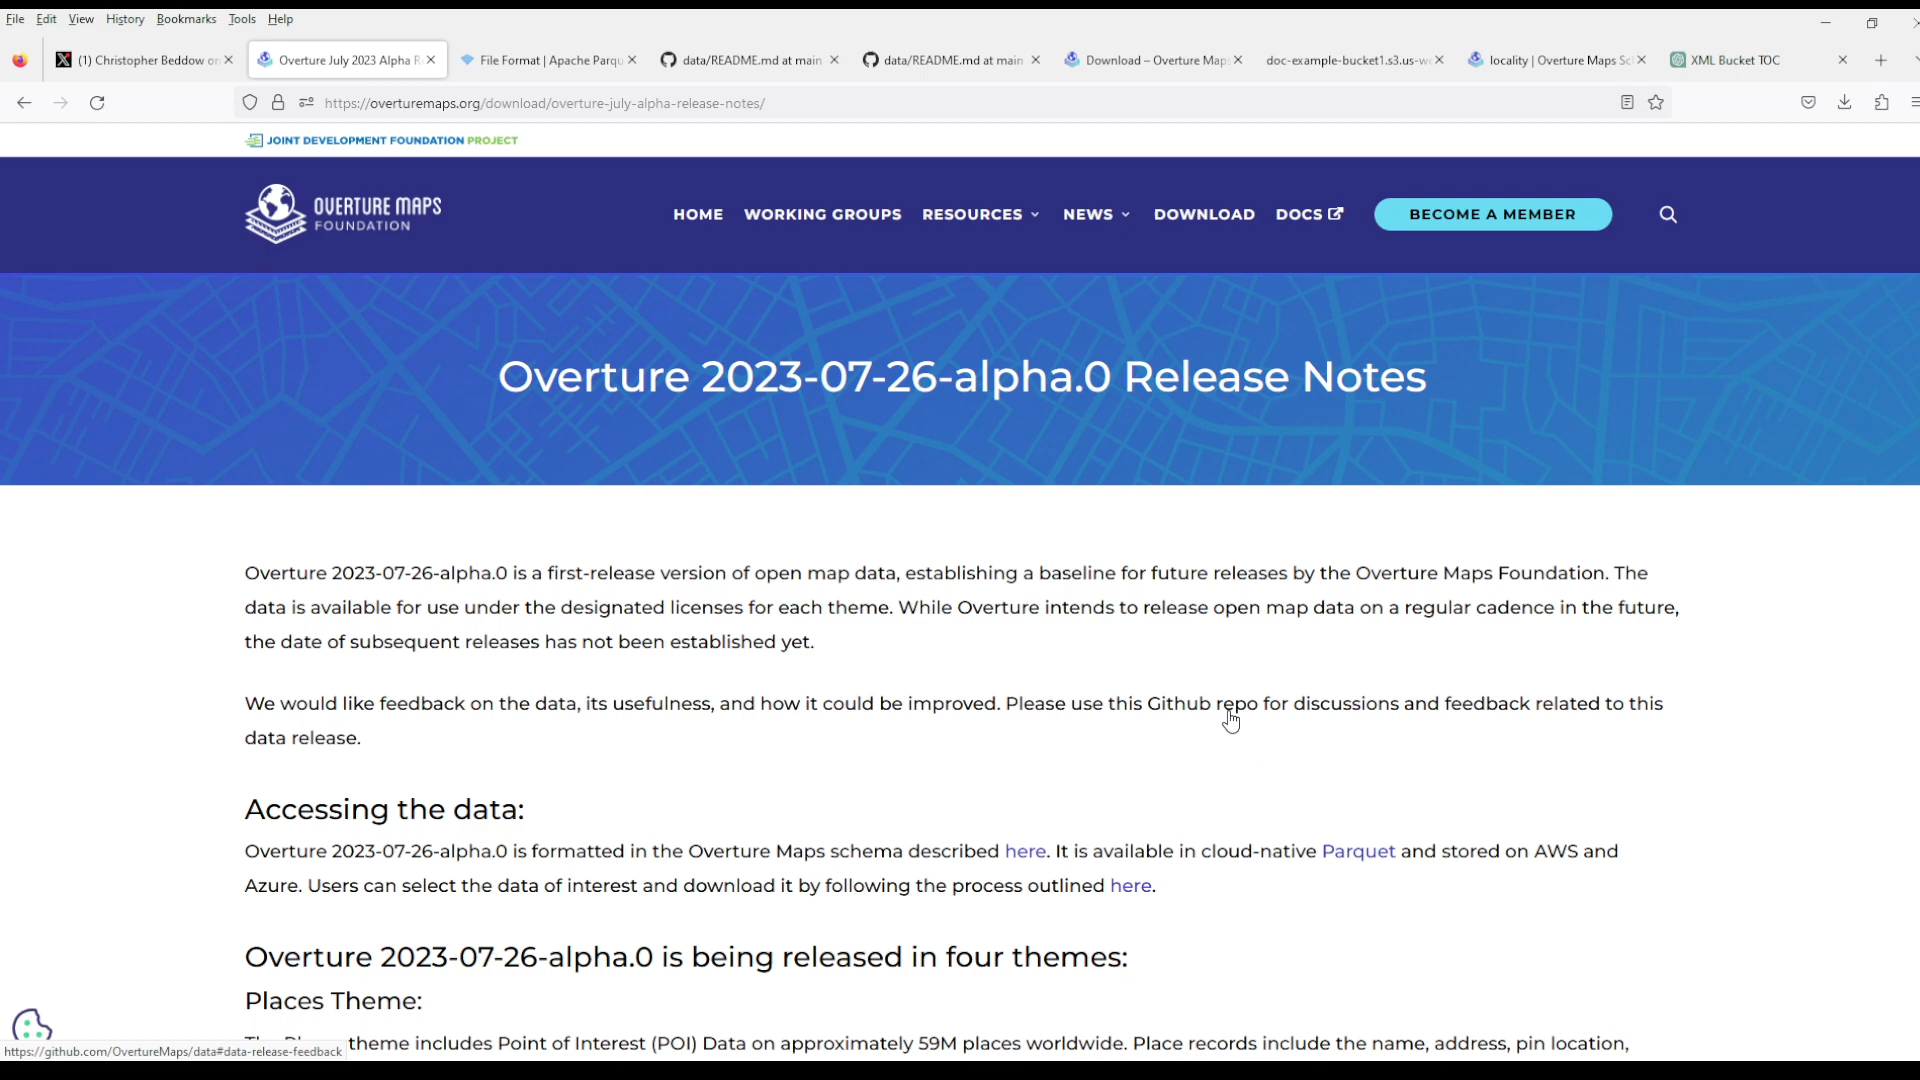 File Edit View History Bookmarks Tools Help
(1) Christopher Beddow on
Overture July 2023 Alpha R
File Format | Apache Parqu
data/README.md at main
data/README.md at main
Download – Overture Map
doc-example-bucket1.s3.us-w
locality | Overture Maps Sc
XML Bucket TOC
https://overturemaps.org/download/overture-july-alpha-release-notes/
JOINT DEVELOPMENT FOUNDATION PROJECT
OVERTURE MAPS
FOUNDATION
HOME WORKING GROUPS RESOURCES NEWS DOWNLOAD DOCS BECOME A MEMBER
Overture 2023-07-26-alpha.0 Release Notes
Overture 2023-07-26-alpha.0 is a first-release version of open map data, establishing a baseline for future releases by the Overture Maps Foundation. The
data is available for use under the designated licenses for each theme. While Overture intends to release open map data on a regular cadence in the future,
the date of subsequent releases has not been established yet.
We would like feedback on the data, its usefulness, and how it could be improved. Please use this Github repo for discussions and feedback related to this
data release.
Accessing the data:
Overture 2023-07-26-alpha.0 is formatted in the Overture Maps schema described here. It is available in cloud-native Parquet and stored on AWS and
Azure. Users can select the data of interest and download it by following the process outlined here.
Overture 2023-07-26-alpha.0 is being released in four themes:
Places Theme:
theme includes Point of Interest (POI) Data on approximately 59M places worldwide. Place records include the name, address, pin location,
https://github.com/OvertureMaps/data#data-release-feedback